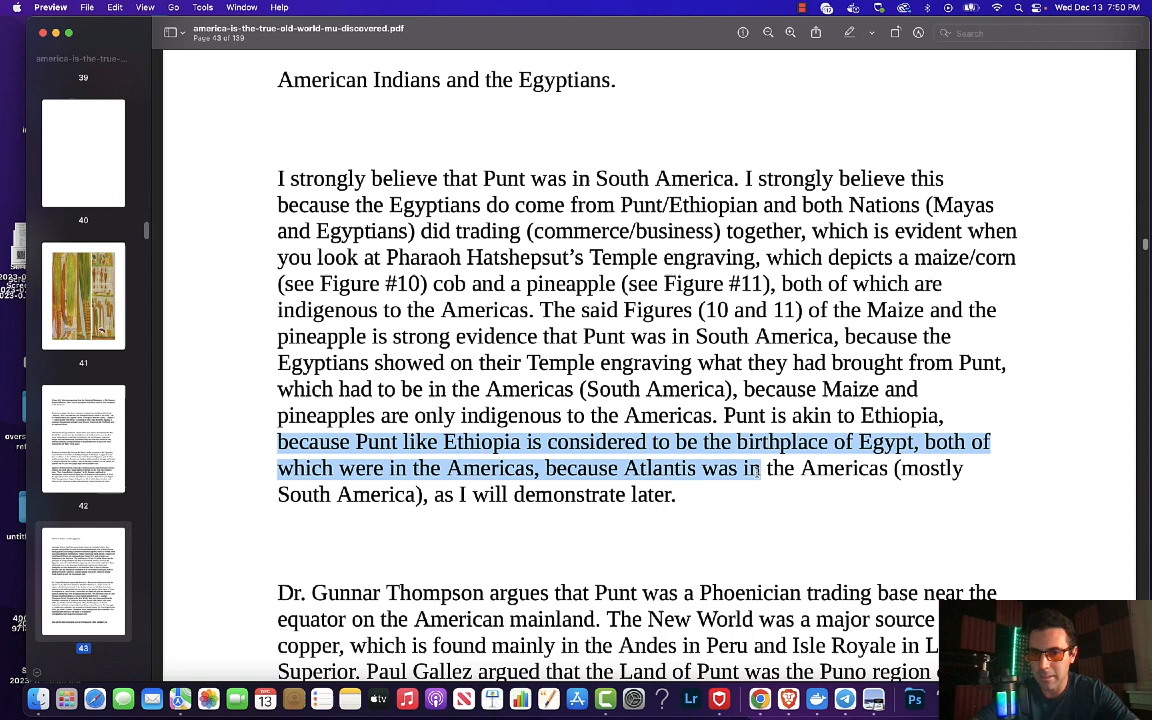 Preview File Edit View Go Tools Window Help
Wed Dec 13 7:50 PM
america-is-the-true-old-world-mu-discovered.pdf
Page 43 of 139
Search
america-is-the-true-...
39
40
41
42
43
American Indians and the Egyptians.
I strongly believe that Punt was in South America. I strongly believe this
because the Egyptians do come from Punt/Ethiopian and both Nations (Mayas
and Egyptians) did trading (commerce/business) together, which is evident when
you look at Pharaoh Hatshepsut’s Temple engraving, which depicts a maize/corn
(see Figure #10) cob and a pineapple (see Figure #11), both of which are
indigenous to the Americas. The said Figures (10 and 11) of the Maize and the
pineapple is strong evidence that Punt was in South America, because the
Egyptians showed on their Temple engraving what they had brought from Punt,
which had to be in the Americas (South America), because Maize and
pineapples are only indigenous to the Americas. Punt is akin to Ethiopia,
because Punt like Ethiopia is considered to be the birthplace of Egypt, both of
which were in the Americas, because Atlantis was in the Americas (mostly
South America), as I will demonstrate later.
Dr. Gunnar Thompson argues that Punt was a Phoenician trading base near the
equator on the American mainland. The New World was a major source
copper, which is found mainly in the Andes in Peru and Isle Royale in L
Superior. Paul Gallez argued that the Land of Punt was the Puno region
DEC
13
Lr
Ps